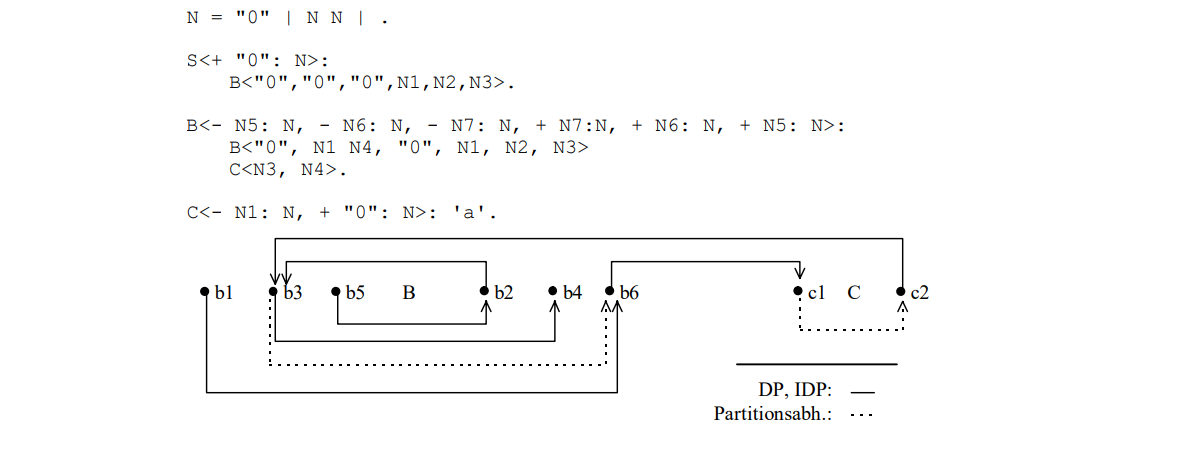 N = "0" | N N | .
S<+ "0": N>:
B<"0","0","0",N1,N2,N3>.
B<- N5: N, - N6: N, - N7: N, + N7:N, + N6: N, + N5: N>:
B<"0", N1 N4, "0", N1, N2, N3>
C<N3, N4>.
C<- N1: N, + "0": N>: 'a'.
b1 b3 b5 B b2 b4 b6 c1 C c2
DP, IDP:
Partitionsabh.: